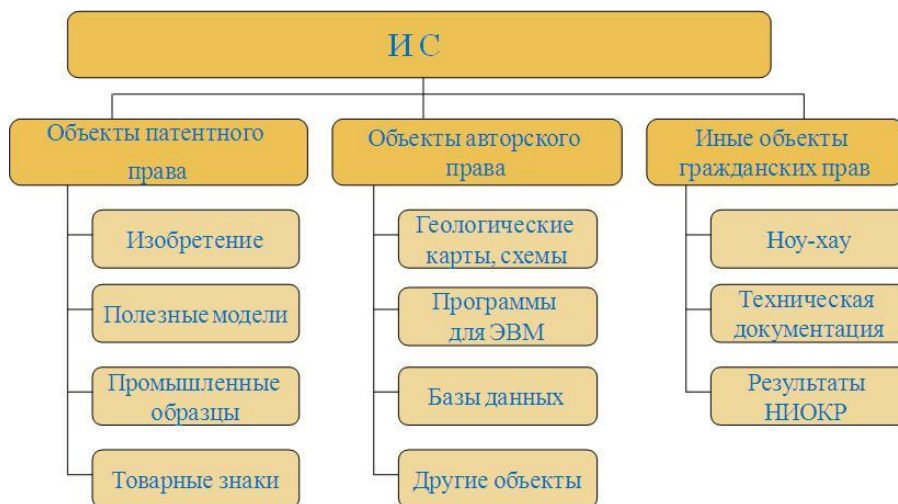 И С
Объекты патентного
права
Изобретение
Полезные модели
Промышленные
образцы
Товарные знаки
Объекты авторского
права
Геологические
карты, схемы
Программы
для ЭВМ
Базы данных
Другие объекты
Иные объекты
гражданских прав
Ноу-хау
Техническая
документация
Результаты
НИОКР